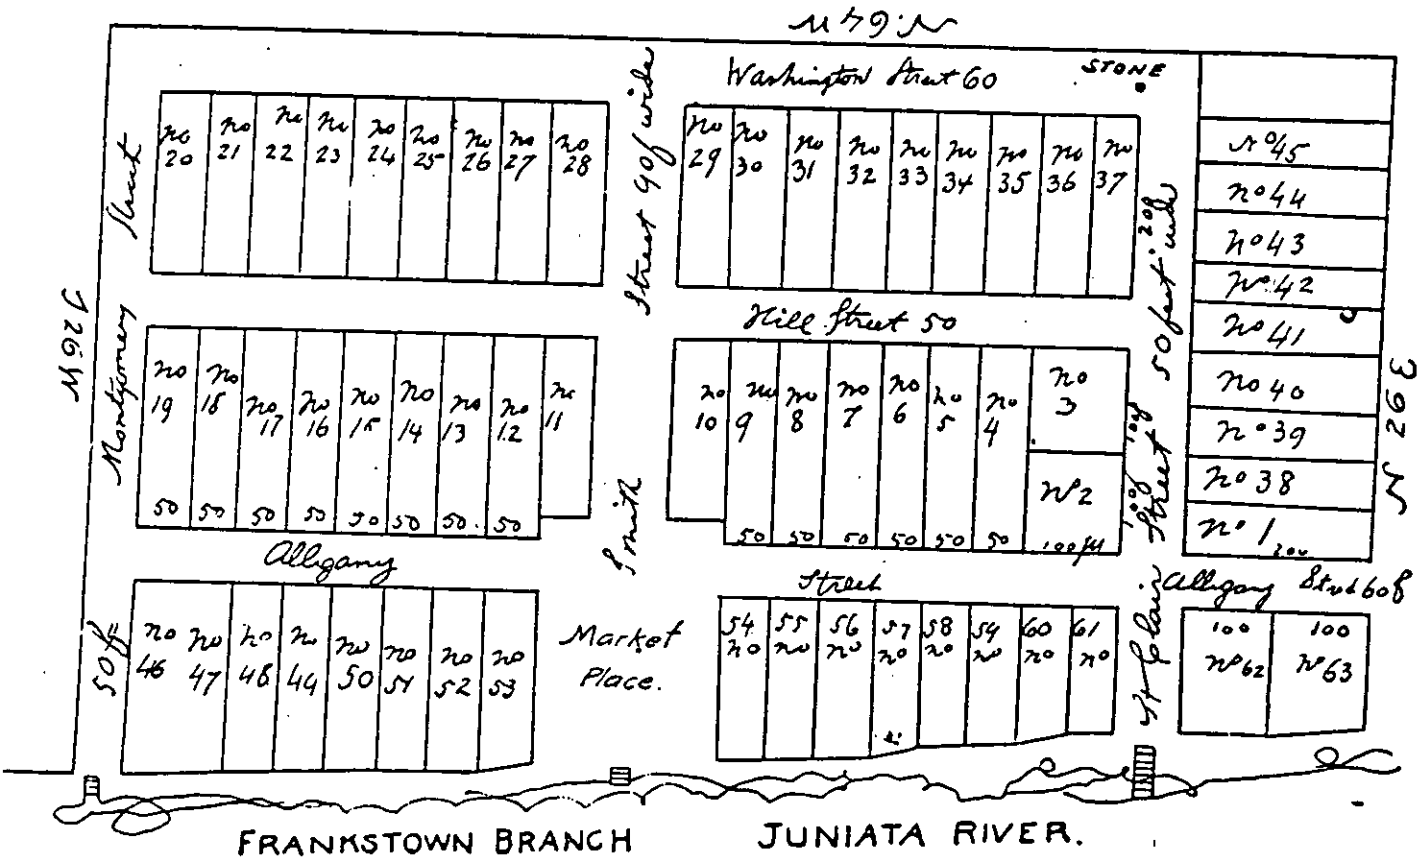 N.64W
Washington Street 60
STONE
no 20
no 21
no 22
no 23
no 24
no 25
no 26
no 27
no 28
Street 90f wide
no 29
no 30
no 31
no 32
no 33
no 34
no 35
no 36
no 37
No 45
no 44
no 43
No 42
no 41
no 40
no 39
no 38
no 1
200
Montgomery Street
50 ft
Hill Street 50
50 feet wide
20f
no 19
no 18
no 17
no 16
no 15
no 14
no 13
no 12
no 11
50 50 50 50 50 50 50. 50
Smith
no 10
no 9
no 8
no 7
no 6
no 5
no 4
no 3
No 2
50 50 50 50 50 50
St Clair Street
Allegany
Street
Allegany Street 60f
no 46
no 47
no 48
no 44
no 50
no 51
no 52
no 53
Market
Place.
54 no
55 no
56 no
57 no
58 no
59 no
60 no
61 no
100 No 62
100 No 63
FRANKSTOWN BRANCH JUNIATA RIVER.